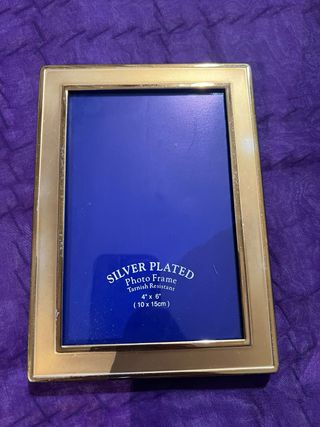 SILVER PLATED
Photo Frame
Tarnish Resistant
4" x 6"
( 10 x 15cm )